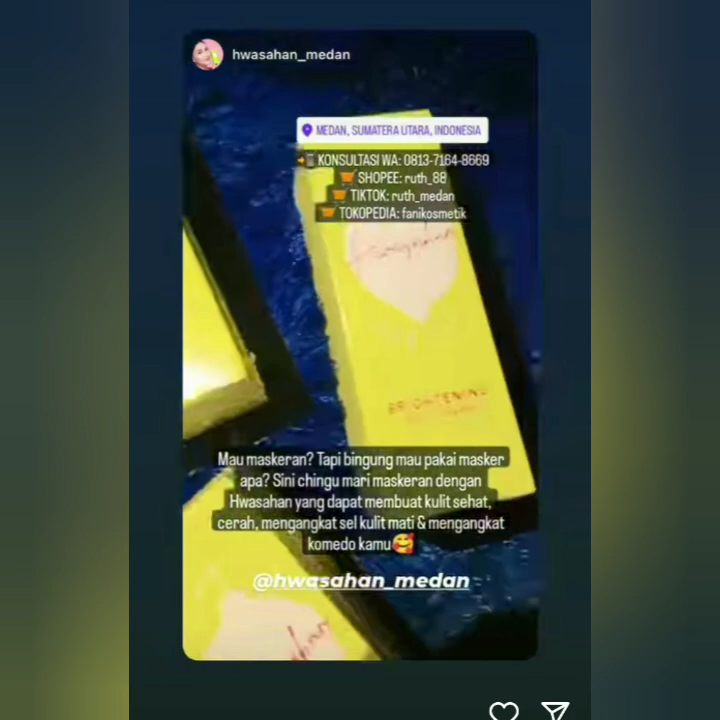 hwasahan_medan
MEDAN, SUMATERA UTARA, INDONESIA
KONSULTASI WA: 0813-7164-8669
SHOPEE: ruth_88
TIKTOK: ruth_medan
TOKOPEDIA: fanikosmetik
BRIGHTENING
Mau maskeran? Tapi bingung mau pakai masker
apa? Sini chingu mari maskeran dengan
Hwasahan yang dapat membuat kulit sehat,
cerah, mengangkat sel kulit mati & mengangkat
komedo kamu🥰
@hwasahan_medan